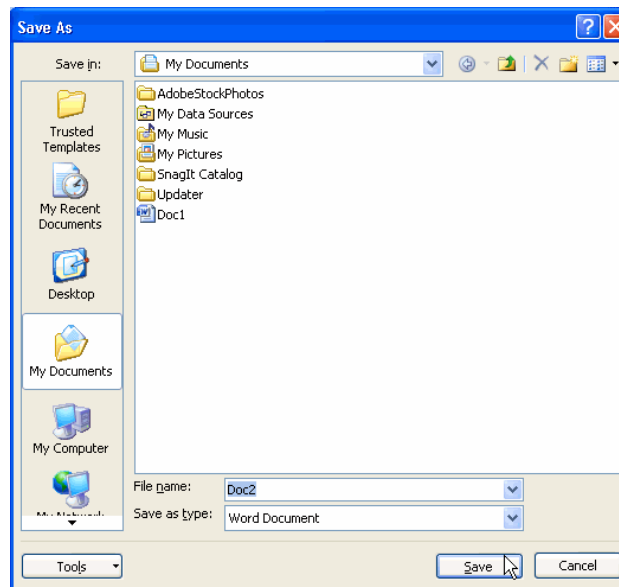 Save As
Save in:
My Documents
Trusted
Templates
My Recent
Documents
Desktop
My Documents
My Computer
AdobeStockPhotos
My Data Sources
My Music
My Pictures
SnagIt Catalog
Updater
Doc1
File name:
Doc2
Save as type:
Word Document
Tools
Save
Cancel